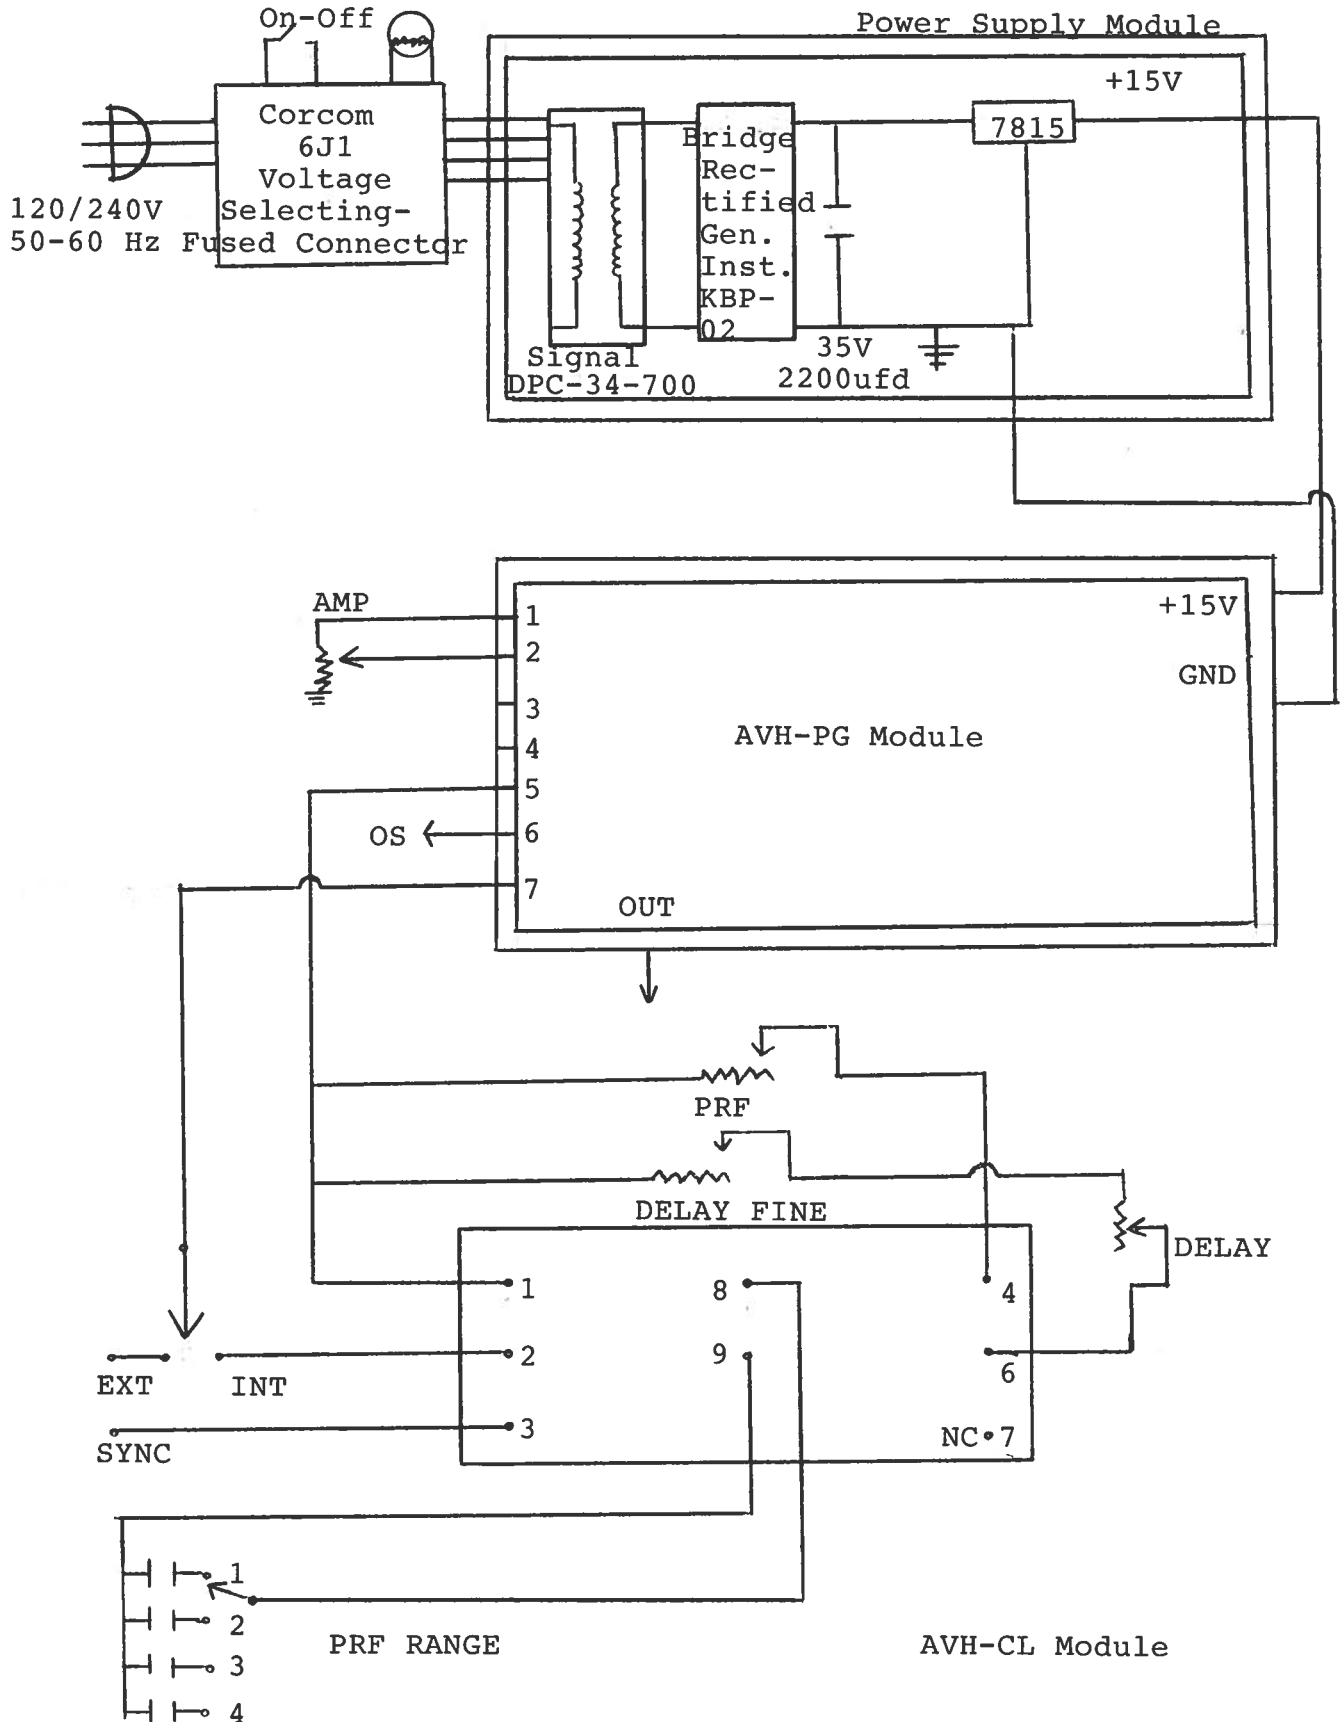 On-Off
Power Supply Module
+15V
Corcom
6J1
Voltage
Selecting-
Fused Connector
120/240V
50-60 Hz
Bridge
Rec-
tified
Gen.
Inst.
KBP-
02
7815
35V
2200ufd
Signal
DPC-34-700
AMP
1
2
3
4
5
6
7
OS
+15V
GND
AVH-PG Module
OUT
PRF
DELAY FINE
DELAY
1
8
4
2
9
6
3
NC 7
EXT
INT
SYNC
1
2
3
4
PRF RANGE
AVH-CL Module